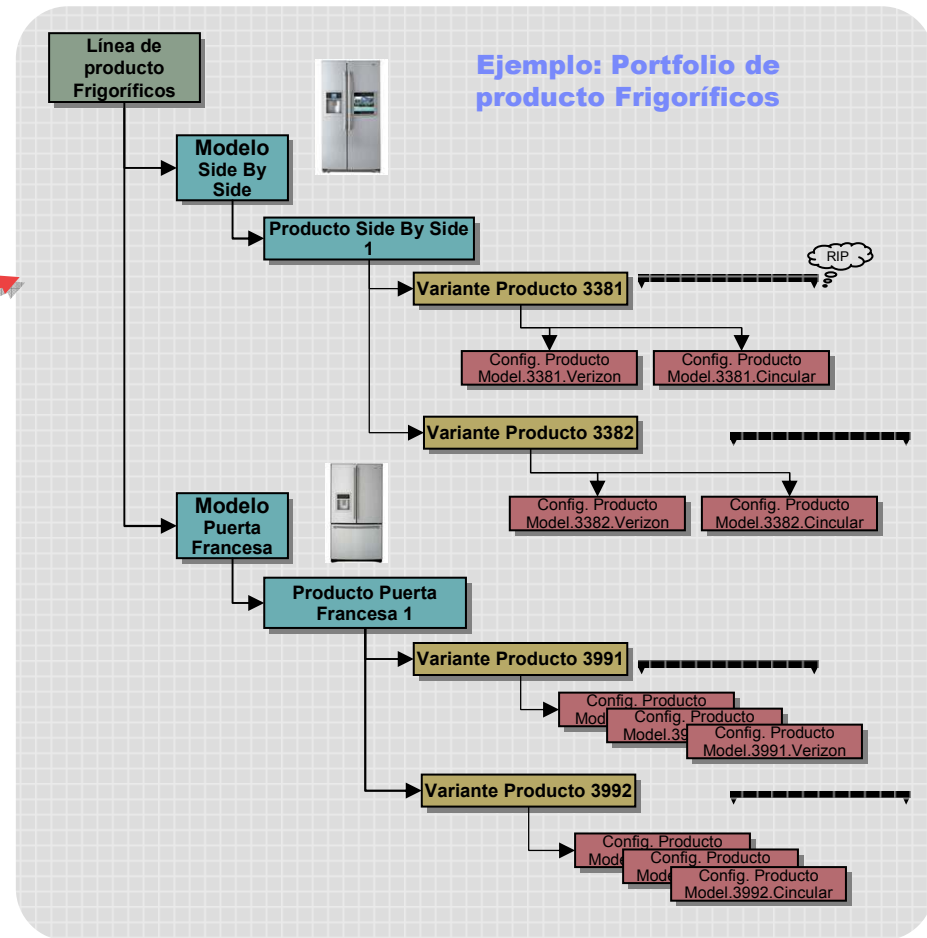 Línea de
producto
Frigoríficos
Ejemplo: Portfolio de
producto Frigoríficos
Modelo
Side By
Side
Producto Side By Side
1
RIP
Variante Producto 3381
Config. Producto
Model.3381.Verizon
Config. Producto
Model.3381.Cincular
Variante Producto 3382
Config. Producto
Model.3382.Verizon
Config. Producto
Model.3382.Cincular
Modelo
Puerta
Francesa
Producto Puerta
Francesa 1
Variante Producto 3991
Config. Producto
Config. Producto
Config. Producto
Model.3991.Verizon
Variante Producto 3992
Config. Producto
Config. Producto
Config. Producto
Model.3992.Cincular